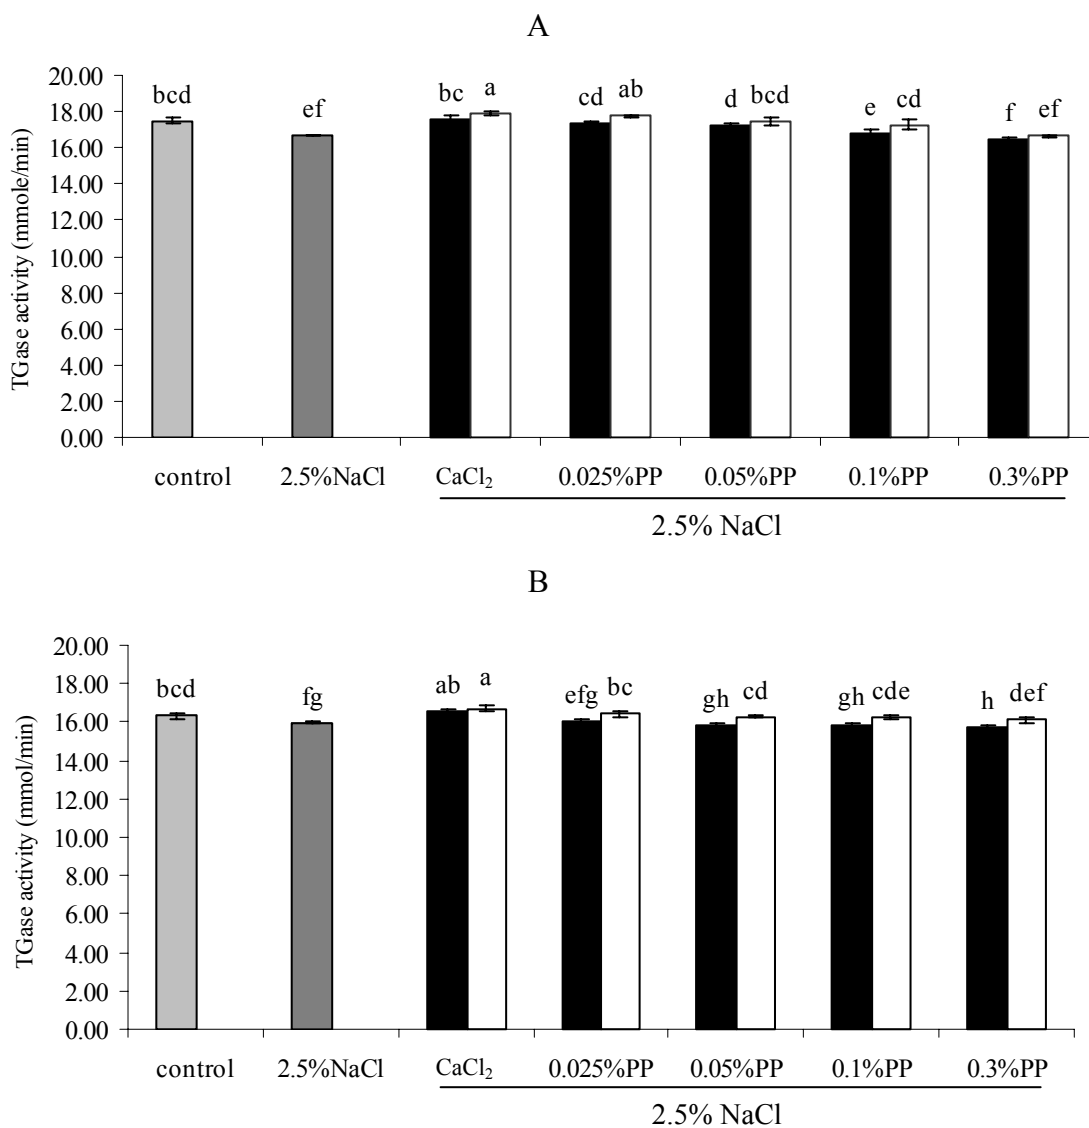 A
20.00
18.00
16.00
14.00
12.00
10.00
8.00
6.00
4.00
2.00
0.00
TGase activity (mmole/min)
bcd ef bc a cd ab d bcd e cd f ef
control 2.5%NaCl CaCl₂ 0.025%PP 0.05%PP 0.1%PP 0.3%PP
2.5% NaCl
B
20.00
18.00
16.00
14.00
12.00
10.00
8.00
6.00
4.00
2.00
0.00
TGase activity (mmol/min)
bcd fg ab a efg bc gh cd gh cde h def
control 2.5%NaCl CaCl₂ 0.025%PP 0.05%PP 0.1%PP 0.3%PP
2.5% NaCl